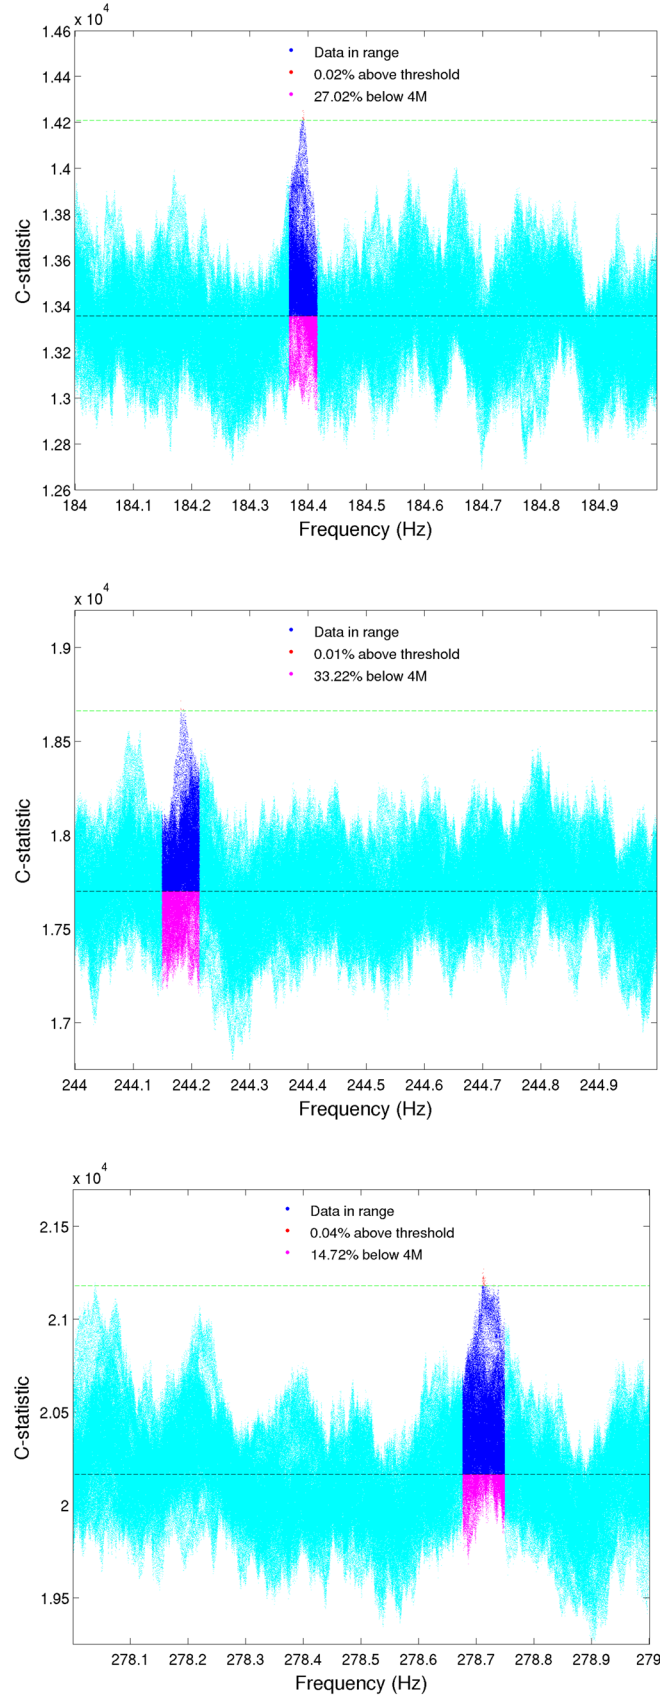 x 10^4
1.46
1.44
1.42
1.4
1.38
1.36
1.34
1.32
1.3
1.28
1.26
C-statistic
Data in range
0.02% above threshold
27.02% below 4M
184 184.1 184.2 184.3 184.4 184.5 184.6 184.7 184.8 184.9
Frequency (Hz)
x 10^4
1.9
1.85
1.8
1.75
1.7
C-statistic
Data in range
0.01% above threshold
33.22% below 4M
244 244.1 244.2 244.3 244.4 244.5 244.6 244.7 244.8 244.9
Frequency (Hz)
x 10^4
2.15
2.1
2.05
2
1.95
C-statistic
Data in range
0.04% above threshold
14.72% below 4M
278.1 278.2 278.3 278.4 278.5 278.6 278.7 278.8 278.9 279
Frequency (Hz)